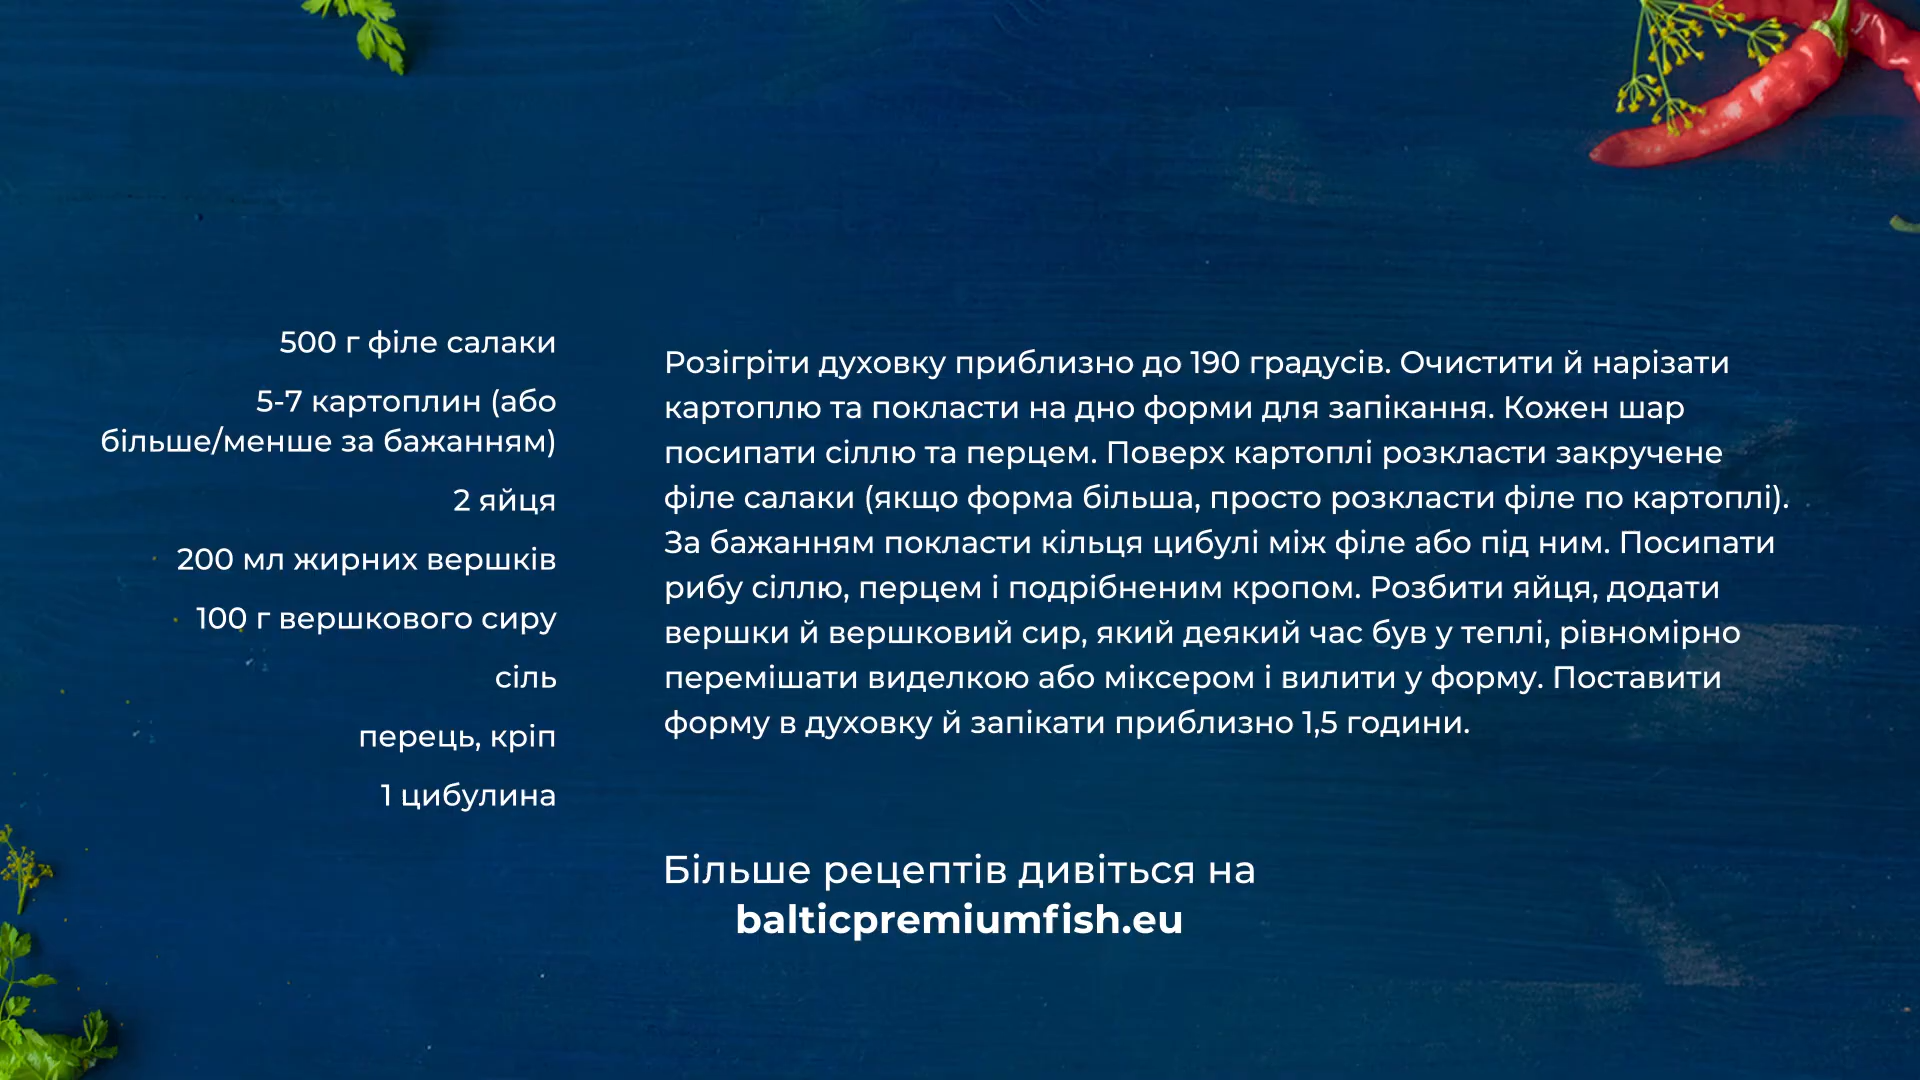 500 г філе салаки
5-7 картоплин (або
більше/менше за бажанням)
2 яйця
200 мл жирних вершків
100 г вершкового сиру
сіль
перець, кріп
1 цибулина
Розігріти духовку приблизно до 190 градусів. Очистити й нарізати
картоплю та покласти на дно форми для запікання. Кожен шар
посипати сіллю та перцем. Поверх картоплі розкласти закручене
філе салаки (якщо форма більша, просто розкласти філе по картоплі).
За бажанням покласти кільця цибулі між філе або під ним. Посипати
рибу сіллю, перцем і подрібненим кропом. Розбити яйця, додати
вершки й вершковий сир, який деякий час був у теплі, рівномірно
перемішати виделкою або міксером і вилити у форму. Поставити
форму в духовку й запікати приблизно 1,5 години.
Більше рецептів дивіться на
balticpremiumfish.eu